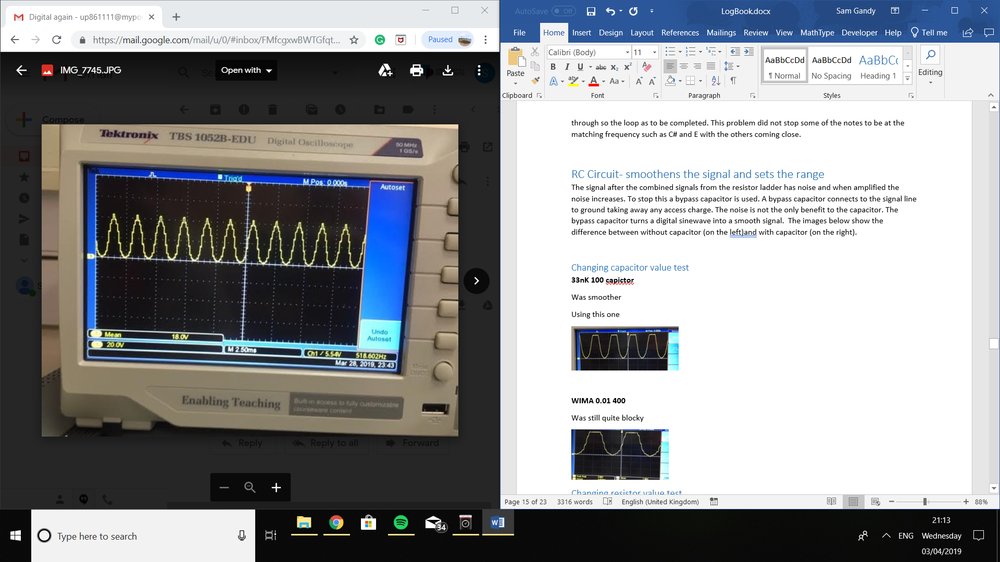 Digital again - up861111@mypo
https://mail.google.com/mail/u/0/#inbox/FMfcgxwBWTGfqt...
Paused
IMG_7745.JPG
Open with
Compose
Tektronix TBS 1052B-EDU Digital Oscilloscope
50 MHz
1 GS/s
Tek
Trig'd
M Pos: 0.000s
Autoset
Undo
Autoset
1 Mean 18.0V
1 20.0V
M 2.50ms
Ch1 / 5.54V
518.602Hz
Mar 28, 2019, 23:43
Enabling Teaching
Built-in access to fully customizable
courseware content
Reply
Reply to all
Forward
AutoSave Off
LogBook.docx
Sam Gandy
File Home Insert Design Layout References Mailings Review View MathType Developer Help Tell me
Paste
Clipboard
Calibri (Body) 11
B I U abc X₂ X²
Aa
Font
Paragraph
AaBbCcDd AaBbCcDd AaBbCc
¶ Normal No Spacing Heading 1
Styles
Editing
through so the loop as to be completed. This problem did not stop some of the notes to be at the
matching frequency such as C# and E with the others coming close.
RC Circuit- smoothens the signal and sets the range
The signal after the combined signals from the resistor ladder has noise and when amplified the
noise increases. To stop this a bypass capacitor is used. A bypass capacitor connects to the signal line
to ground taking away any access charge. The noise is not the only benefit to the capacitor. The
bypass capacitor turns a digital sinewave into a smooth signal. The images below show the
difference between without capacitor (on the left)and with capacitor (on the right).
Changing capacitor value test
33nK 100 capictor
Was smoother
Using this one
WIMA 0.01 400
Was still quite blocky
Changing resistor value test
Page 15 of 23 3316 words English (United Kingdom)
88%
Type here to search
34
ENG
21:13
Wednesday
03/04/2019